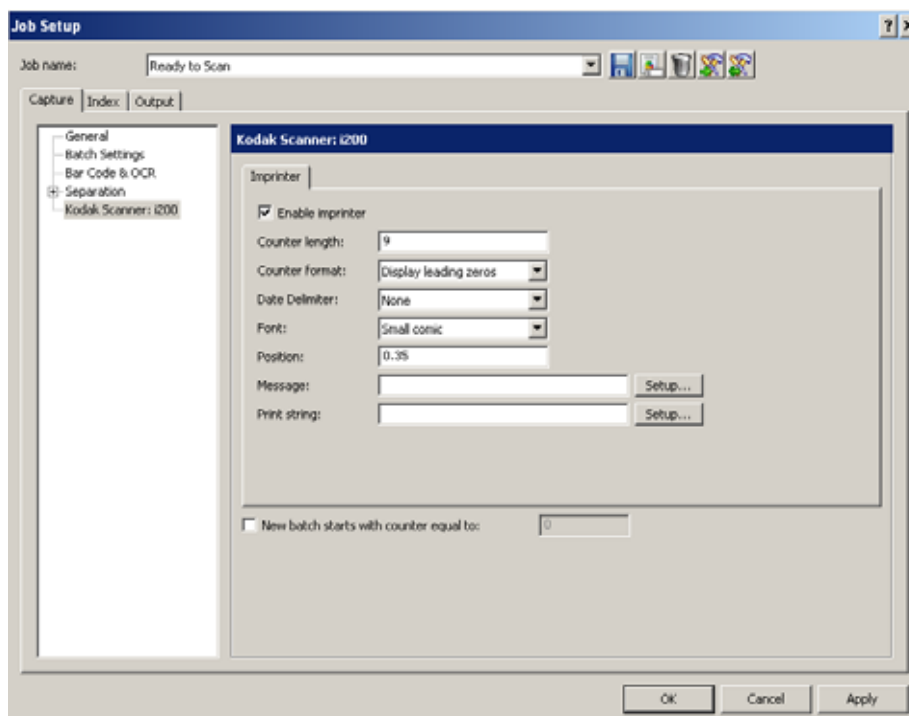 Job Setup
Job name: Ready to Scan
Capture Index Output
General
Batch Settings
Bar Code & OCR
Separation
Kodak Scanner: i200
Kodak Scanner: i200
Imprinter
Enable imprinter
Counter length: 9
Counter format: Display leading zeros
Date Delimiter: None
Font: Small comic
Position: 0.35
Message: Setup...
Print string: Setup...
New batch starts with counter equal to: 0
OK Cancel Apply